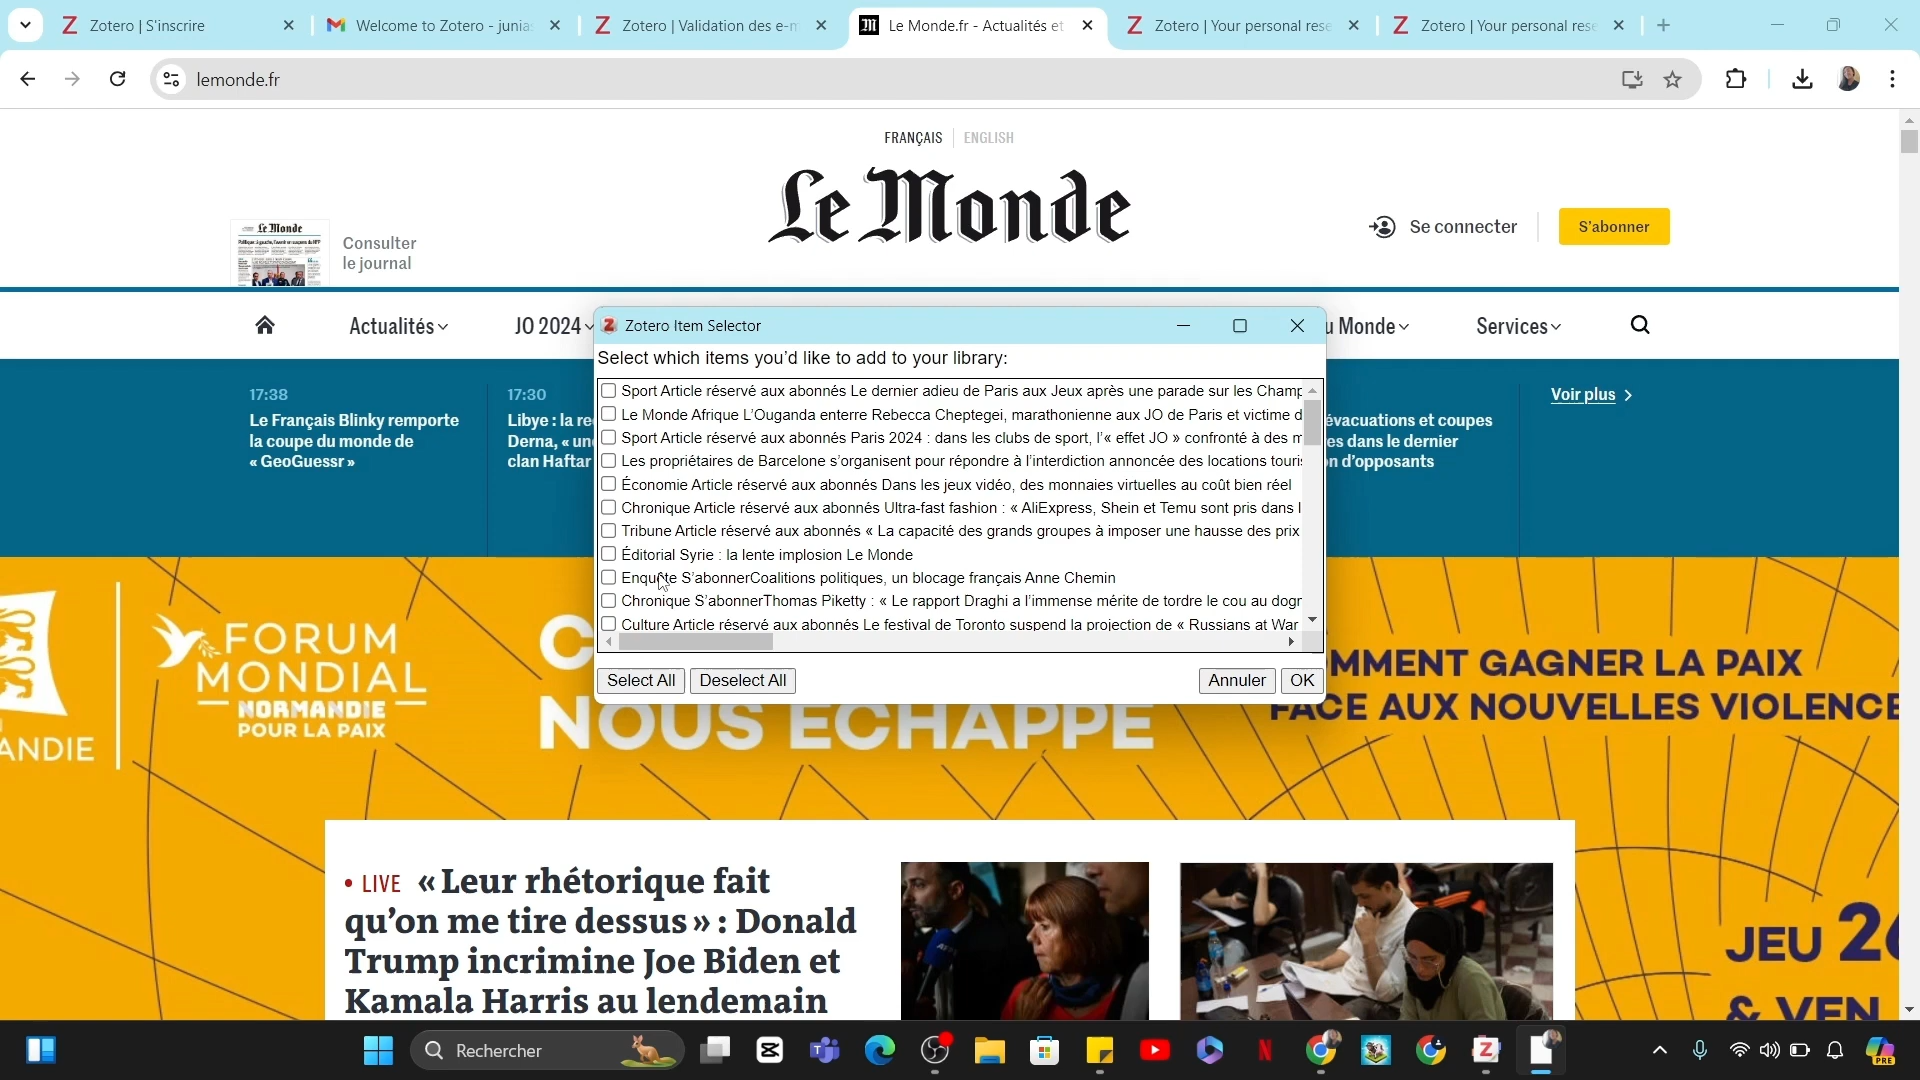 Zotero | S'inscrire
Welcome to Zotero - junia
Zotero | Validation des e-m
Le Monde.fr - Actualités et
Zotero | Your personal rese
Zotero | Your personal rese
lemonde.fr
FRANÇAIS
ENGLISH
Le Monde
Le Monde
Consulter
le journal
Se connecter
S'abonner
Actualités
JO 2024
u Monde
Services
Zotero Item Selector
Select which items you'd like to add to your library:
Sport Article réservé aux abonnés Le dernier adieu de Paris aux Jeux après une parade sur les Champ
Le Monde Afrique L'Ouganda enterre Rebecca Cheptegei, marathonienne aux JO de Paris et victime d
Sport Article réservé aux abonnés Paris 2024 : dans les clubs de sport, l'« effet JO » confronté à des m
Les propriétaires de Barcelone s'organisent pour répondre à l'interdiction annoncée des locations touri
Économie Article réservé aux abonnés Dans les jeux vidéo, des monnaies virtuelles au coût bien réel
Chronique Article réservé aux abonnés Ultra-fast fashion : « AliExpress, Shein et Temu sont pris dans l
Tribune Article réservé aux abonnés « La capacité des grands groupes à imposer une hausse des prix
Éditorial Syrie : la lente implosion Le Monde
Enquête S'abonnerCoalitions politiques, un blocage français Anne Chemin
Chronique S'abonnerThomas Piketty : « Le rapport Draghi a l'immense mérite de tordre le cou au dogr
Culture Article réservé aux abonnés Le festival de Toronto suspend la projection de « Russians at War
Select All
Deselect All
Annuler
OK
17:38
Le Français Blinky remporte
la coupe du monde de
« GeoGuessr »
17:30
Libye : la re
Derna, « un
clan Haftar
évacuations et coupes
es dans le dernier
n d'opposants
Voir plus
ANDIE
FORUM
MONDIAL
NORMANDIE
POUR LA PAIX
C
NOUS ÉCHAPPE
OMMENT GAGNER LA PAIX
FACE AUX NOUVELLES VIOLENCE
JEU 26
& VEN
• LIVE « Leur rhétorique fait
qu'on me tire dessus » : Donald
Trump incrimine Joe Biden et
Kamala Harris au lendemain
Rechercher
PRE